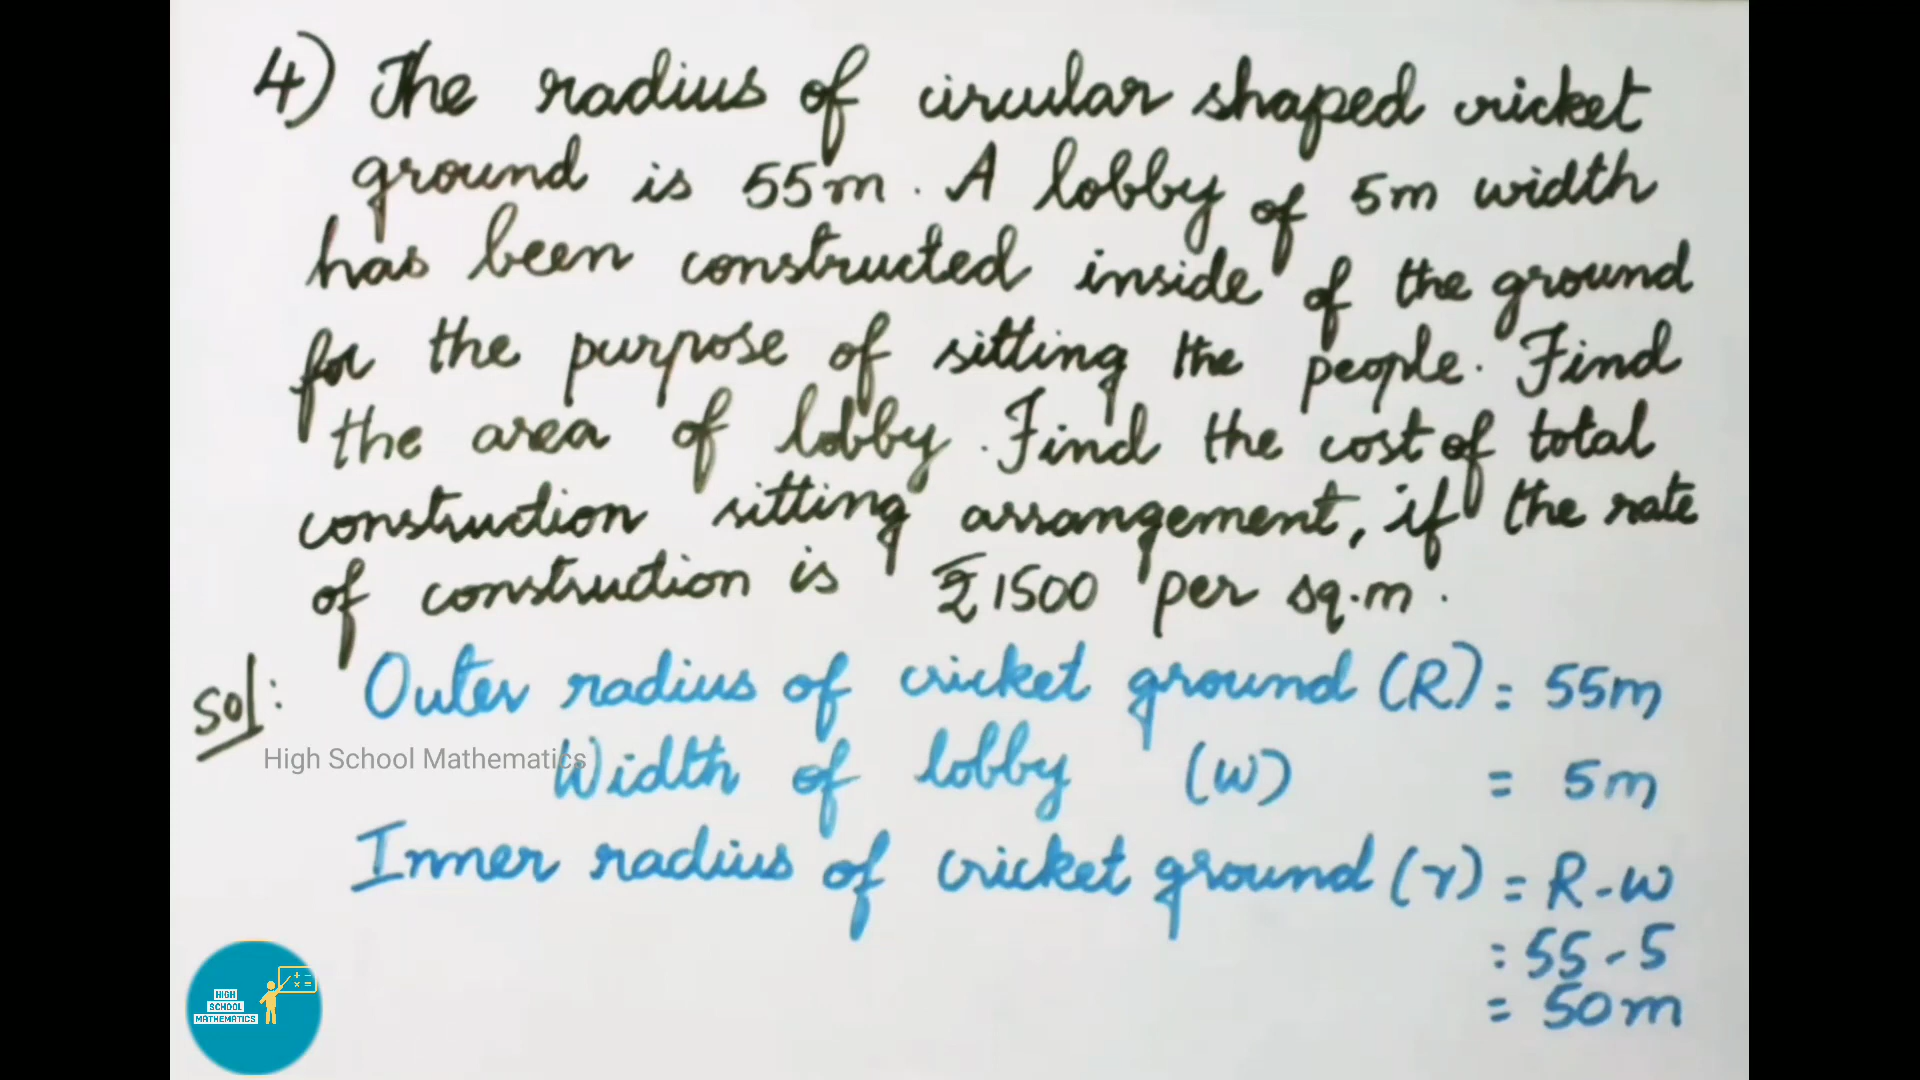 4) The radius of circular shaped cricket
ground is 55m. A lobby of 5m width
has been constructed inside of the ground
for the purpose of sitting the people. Find
the area of lobby. Find the cost of total
construction sitting arrangement, if the rate
of construction is ₹1500 per sq.m.
Sol: Outer radius of cricket ground (R) = 55m
High School Mathematics
Width of lobby (w) = 5m
Inner radius of cricket ground (r) = R-w
= 55-5
= 50m
HIGH
SCHOOL
MATHEMATICS
+ -
× =